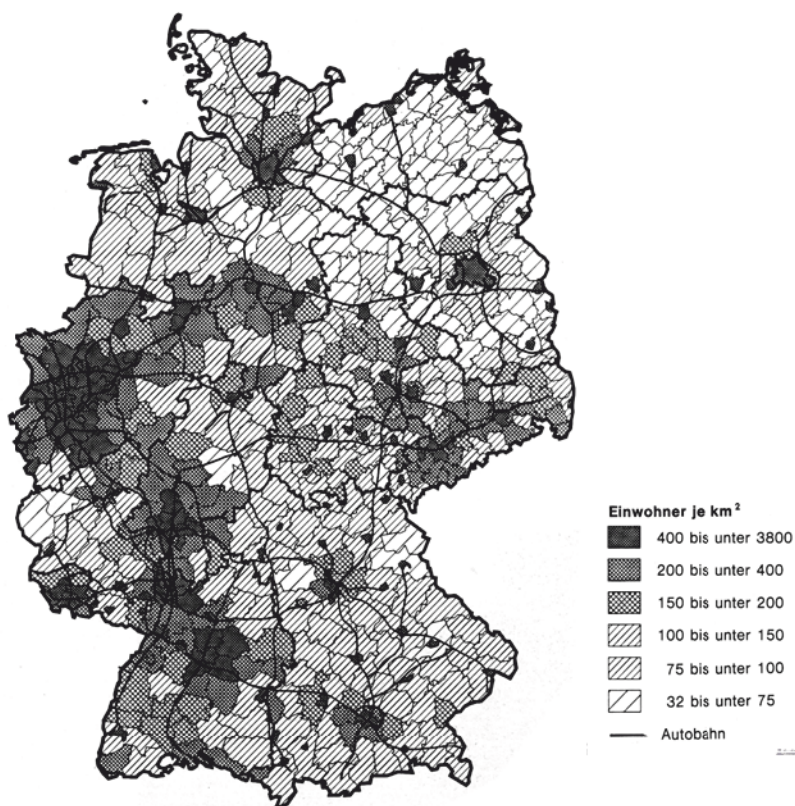 Einwohner je km²
400 bis unter 3800
200 bis unter 400
150 bis unter 200
100 bis unter 150
75 bis unter 100
32 bis unter 75
Autobahn